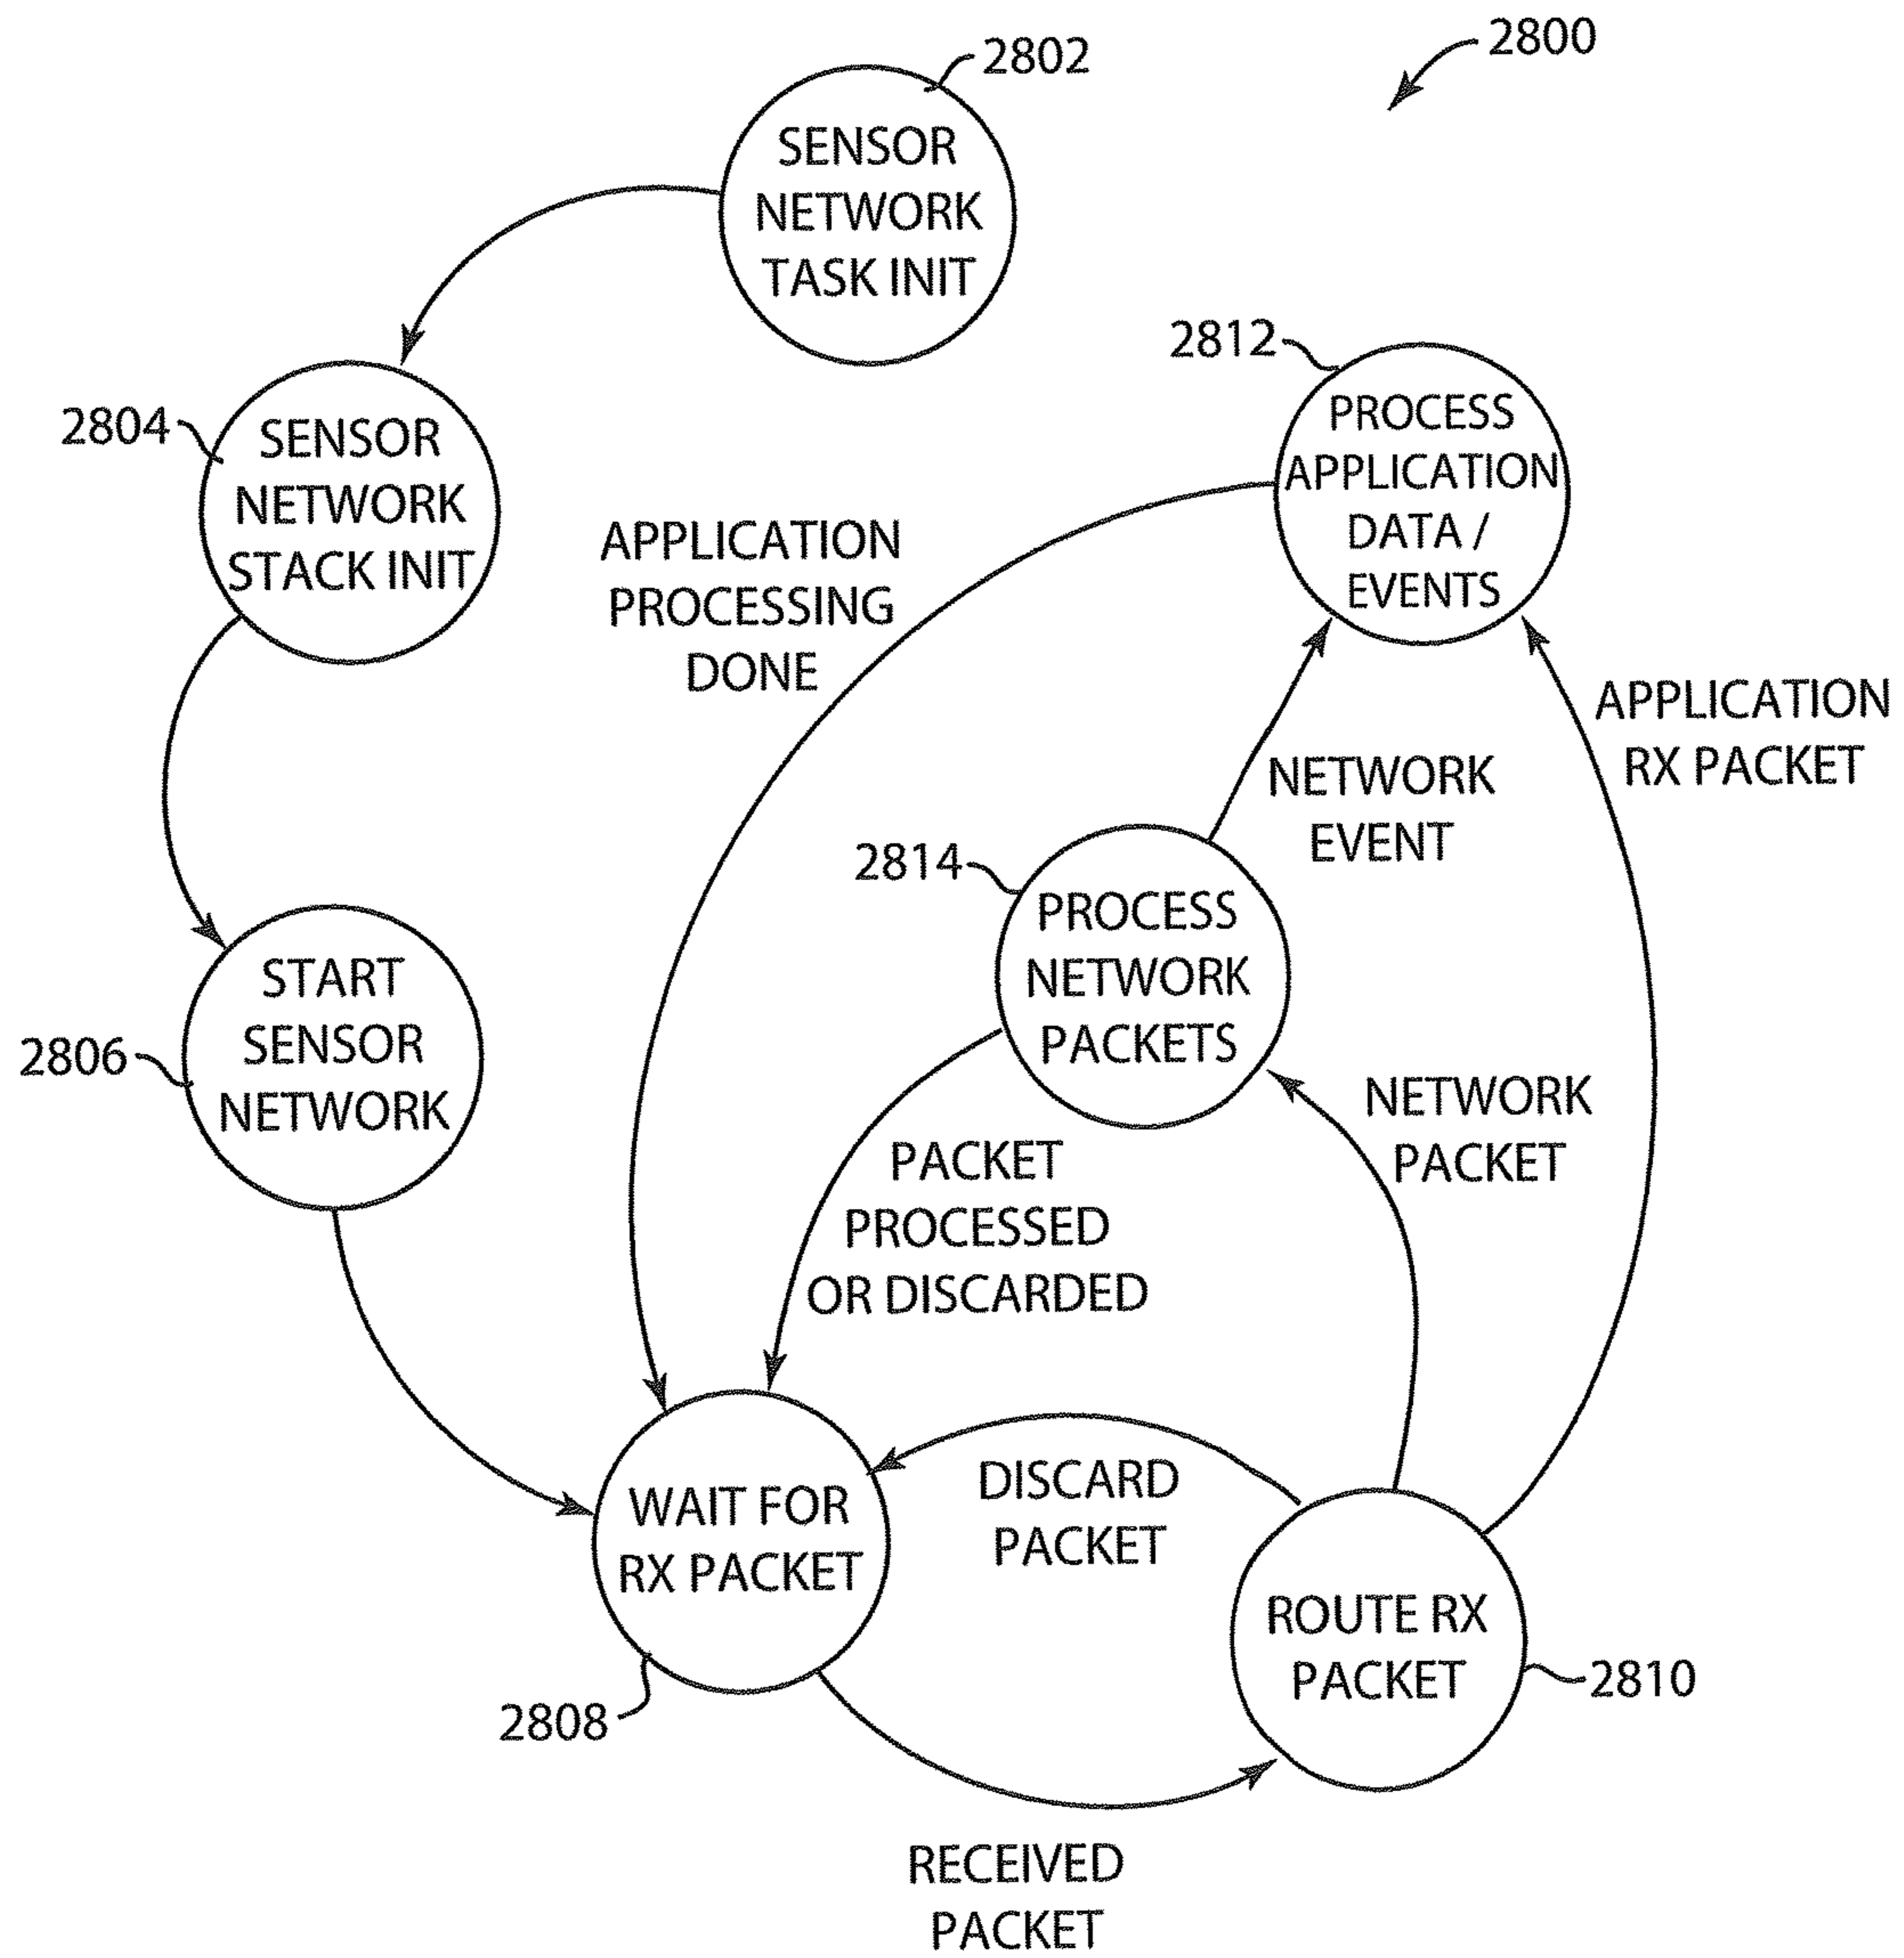 2800
2802
SENSOR
NETWORK
TASK INIT
2804
SENSOR
NETWORK
STACK INIT
2812
PROCESS
APPLICATION
DATA /
EVENTS
APPLICATION
PROCESSING
DONE
APPLICATION
RX PACKET
NETWORK
EVENT
2814
PROCESS
NETWORK
PACKETS
2806
START
SENSOR
NETWORK
NETWORK
PACKET
PACKET
PROCESSED
OR DISCARDED
DISCARD
PACKET
WAIT FOR
RX PACKET
2808
ROUTE RX
PACKET
2810
RECEIVED
PACKET